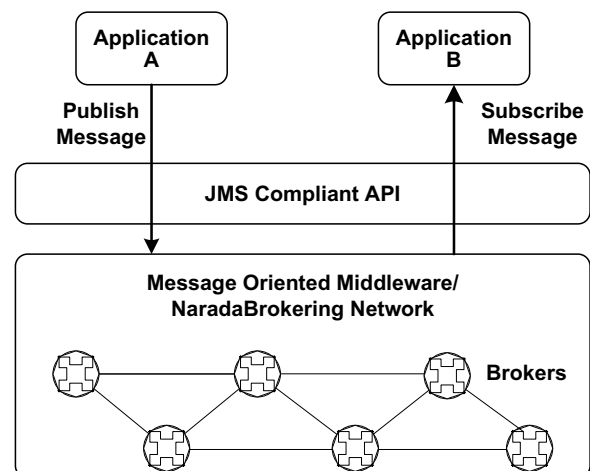 Application
A
Application
B
Publish
Message
Subscribe
Message
JMS Compliant API
Message Oriented Middleware/
NaradaBrokering Network
Brokers